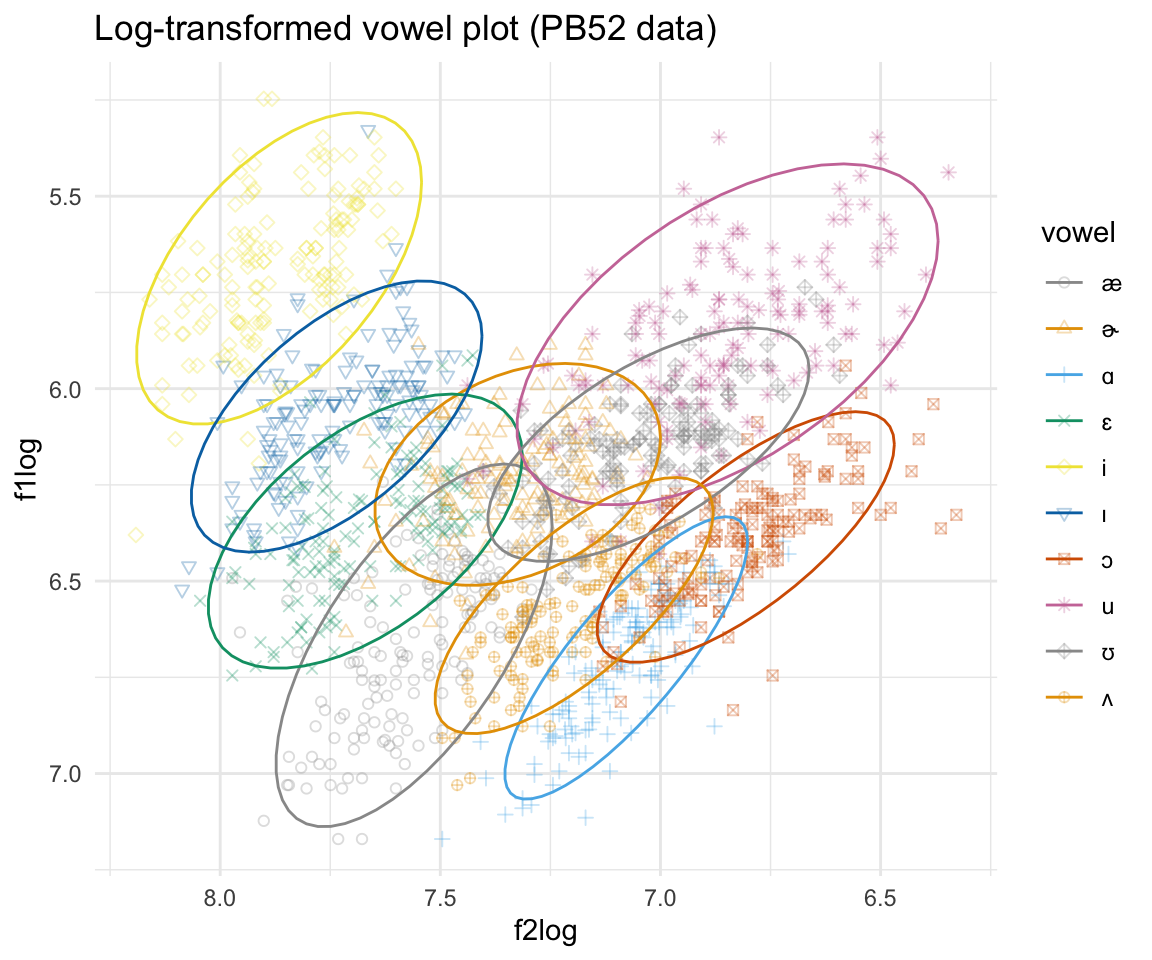 Log-transformed vowel plot (PB52 data)
f1log
5.5
6.0
6.5
7.0
8.0
7.5
7.0
6.5
f2log
vowel
æ
ɚ
ɑ
ɛ
i
ɪ
ɔ
u
ʊ
ʌ